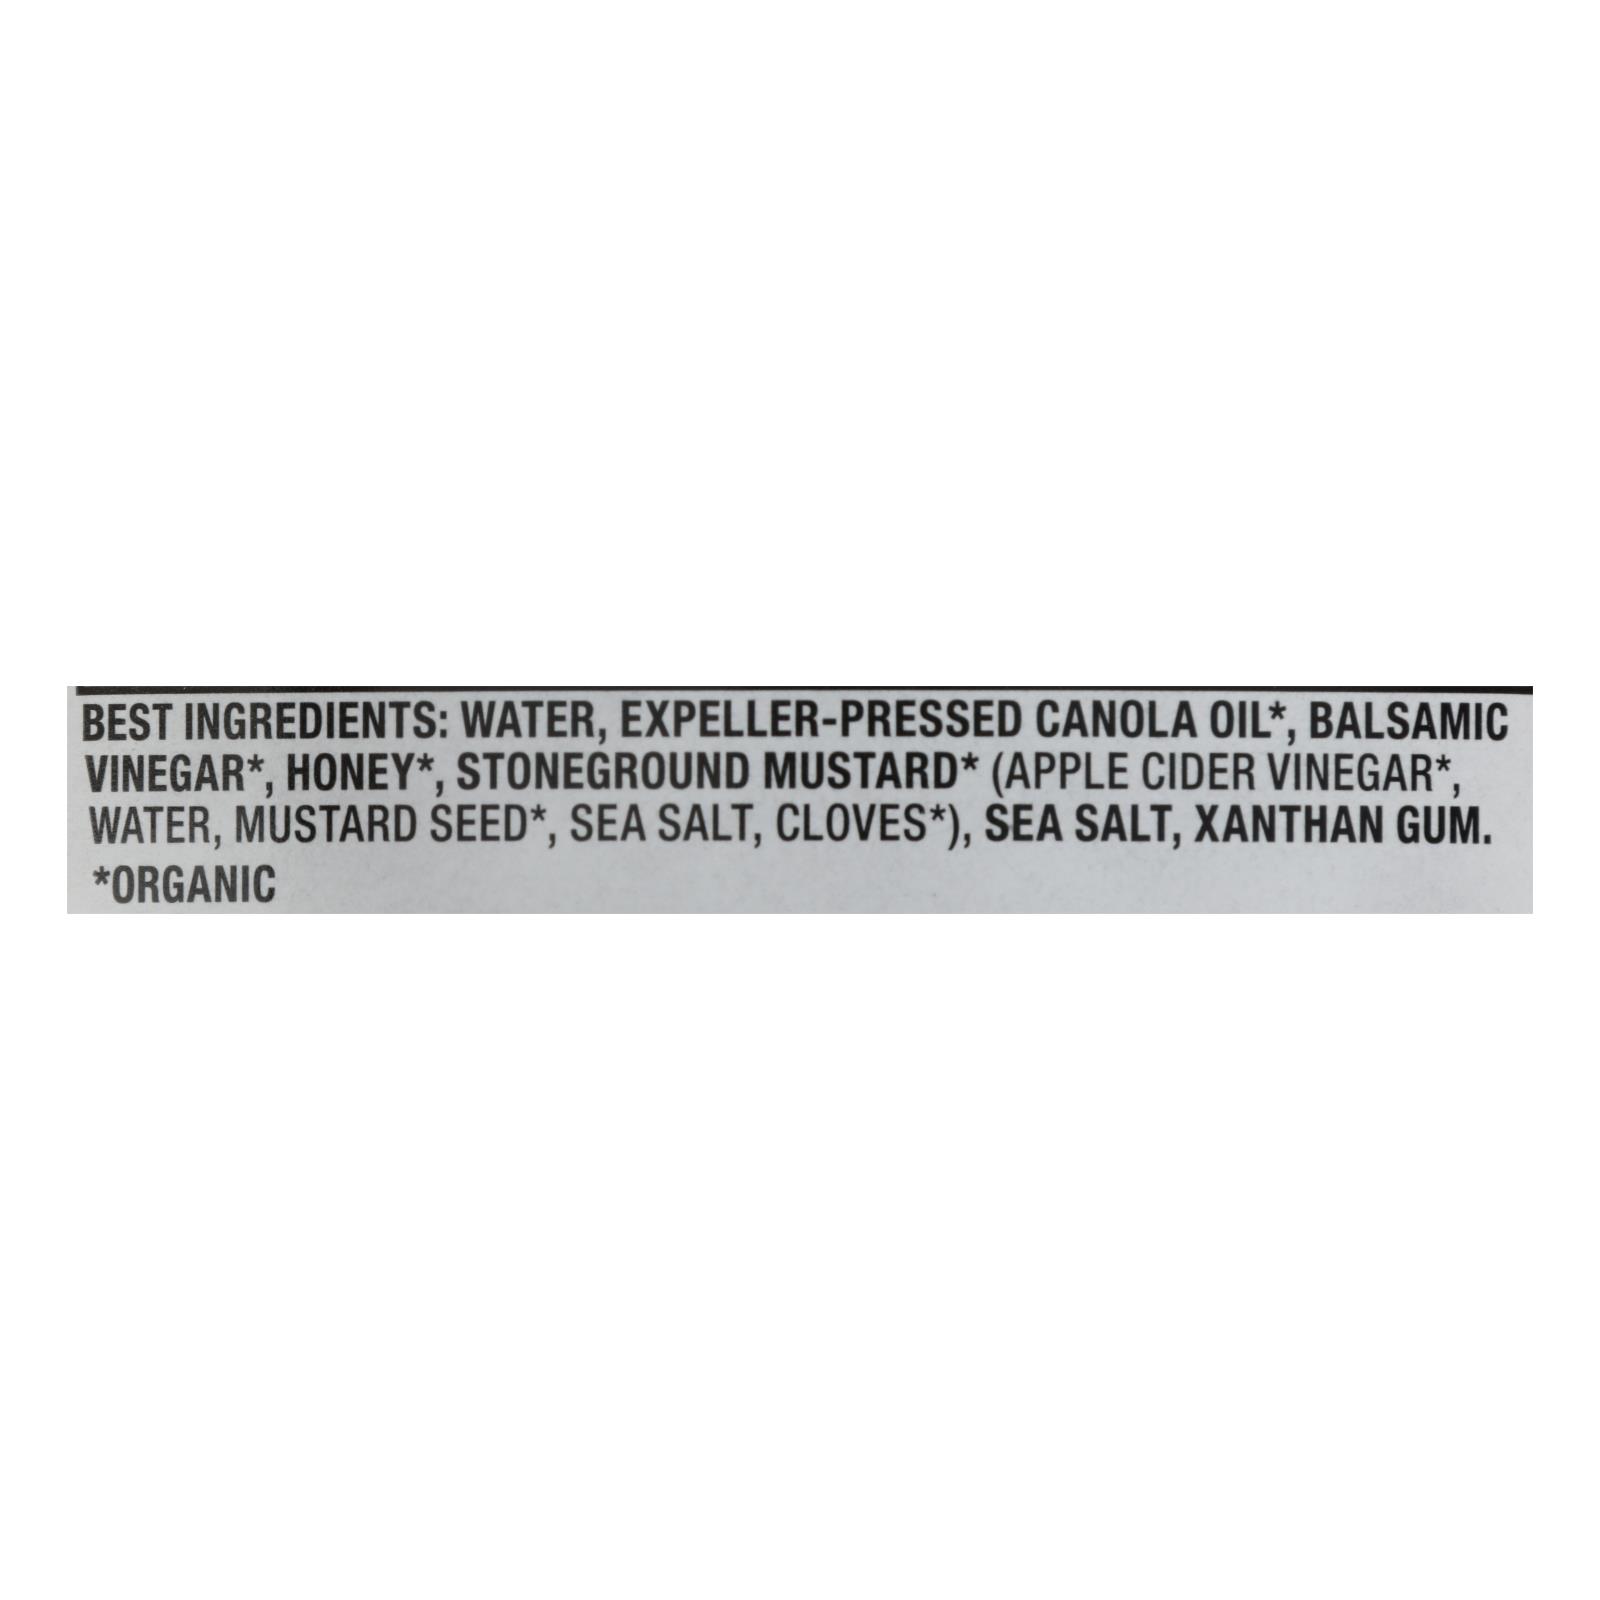 BEST INGREDIENTS: WATER, EXPELLER-PRESSED CANOLA OIL*, BALSAMIC
VINEGAR*, HONEY*, STONEGROUND MUSTARD* (APPLE CIDER VINEGAR*,
WATER, MUSTARD SEED*, SEA SALT, CLOVES*), SEA SALT, XANTHAN GUM.
*ORGANIC